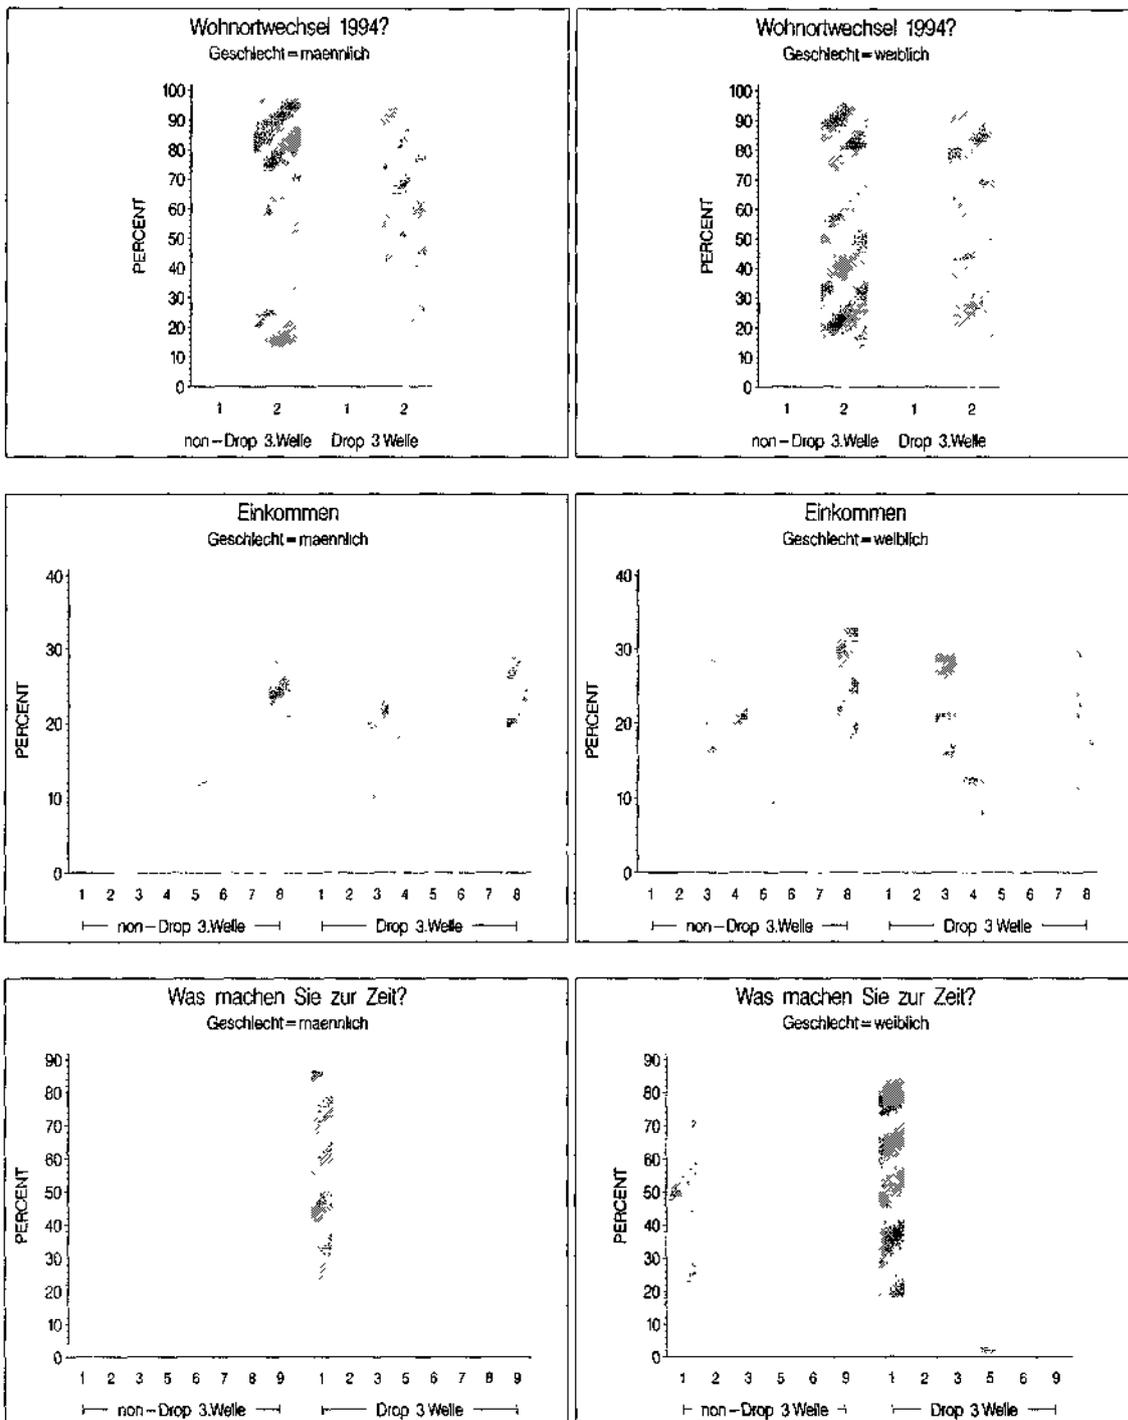 Wohnortwechsel 1994?
Geschlecht=maennlich
PERCENT
100
90
80
70
60
50
40
30
20
10
0
1 2 1 2
non-Drop 3.Welle Drop 3 Welle
Wohnortwechsel 1994?
Geschlecht=weiblich
PERCENT
100
90
80
70
60
50
40
30
20
10
0
1 2 1 2
non-Drop 3.Welle Drop 3 Welle
Einkommen
Geschlecht=maennlich
PERCENT
40
30
20
10
0
1 2 3 4 5 6 7 8 1 2 3 4 5 6 7 8
non-Drop 3.Welle Drop 3.Welle
Einkommen
Geschlecht=weiblich
PERCENT
40
30
20
10
0
1 2 3 4 5 6 7 8 1 2 3 4 5 6 7 8
non-Drop 3.Welle Drop 3.Welle
Was machen Sie zur Zeit?
Geschlecht=maennlich
PERCENT
90
80
70
60
50
40
30
20
10
0
1 2 3 5 6 7 8 9 1 2 3 5 6 7 8 9
non-Drop 3.Welle Drop 3 Welle
Was machen Sie zur Zeit?
Geschlecht=weiblich
PERCENT
90
80
70
60
50
40
30
20
10
0
1 2 3 5 6 9 1 2 3 5 6 9
non-Drop 3.Welle Drop 3 Welle